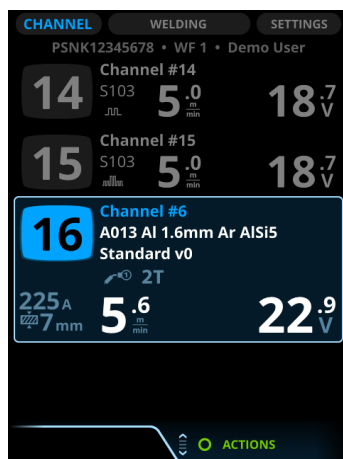 CHANNEL WELDING SETTINGS
PSNK12345678 • WF 1 • Demo User
14 Channel #14
S103 5.0 m/min 18.7 V
15 Channel #15
S103 5.0 m/min 18.7 V
16 Channel #6
A013 Al 1.6mm Ar AlSi5
Standard v0
1 2T
225 A
7 mm 5.6 m/min 22.9 V
ACTIONS